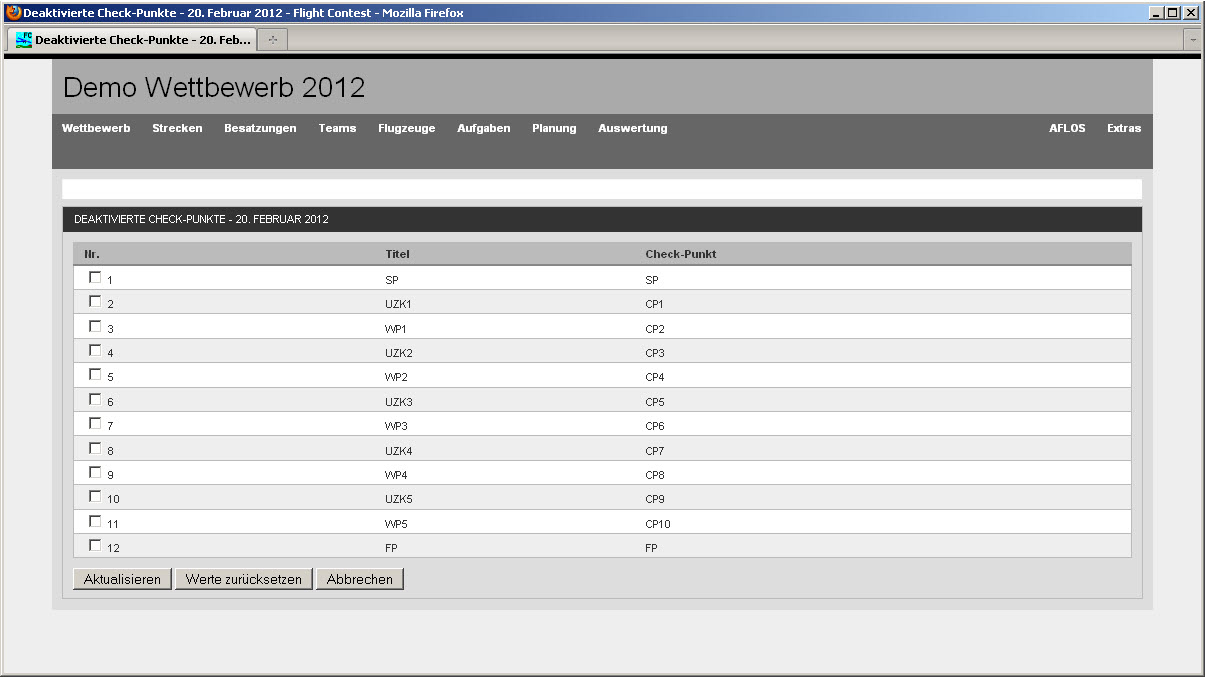 Deaktivierte Check-Punkte - 20. Februar 2012 - Flight Contest - Mozilla Firefox
FC Deaktivierte Check-Punkte - 20. Feb...
Demo Wettbewerb 2012
Wettbewerb Strecken Besatzungen Teams Flugzeuge Aufgaben Planung Auswertung AFLOS Extras
DEAKTIVIERTE CHECK-PUNKTE - 20. FEBRUAR 2012
Nr. Titel Check-Punkt
1 SP SP
2 UZK1 CP1
3 WP1 CP2
4 UZK2 CP3
5 WP2 CP4
6 UZK3 CP5
7 WP3 CP6
8 UZK4 CP7
9 WP4 CP8
10 UZK5 CP9
11 WP5 CP10
12 FP FP
Aktualisieren Werte zurücksetzen Abbrechen